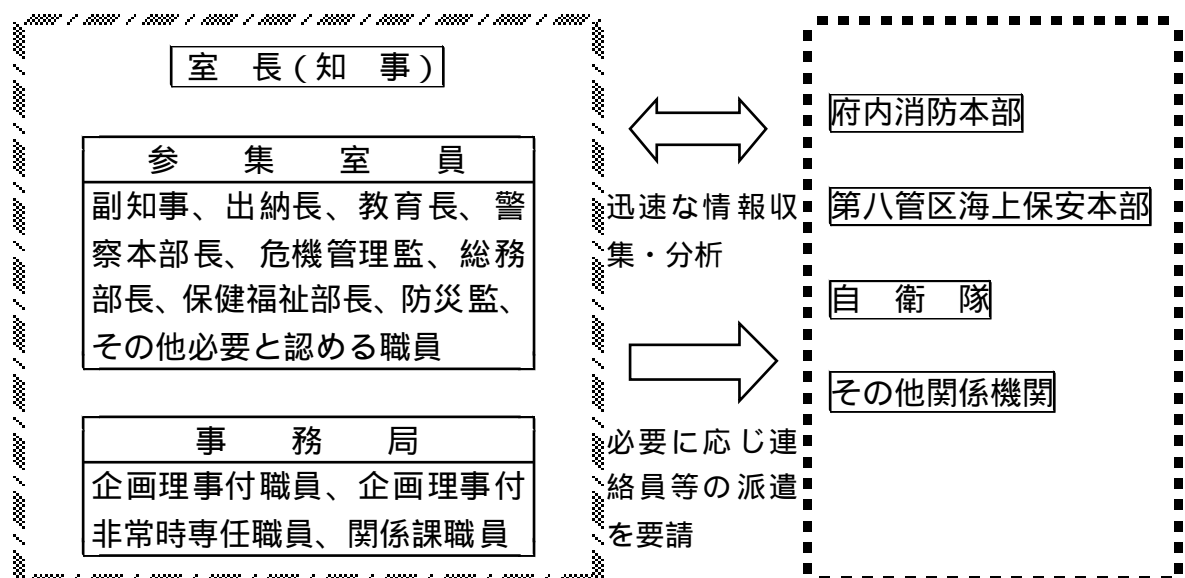 室　長(知　事)
参　集　室　員
副知事、出納長、教育長、警
察本部長、危機管理監、総務
部長、保健福祉部長、防災監、
その他必要と認める職員
事　務　局
企画理事付職員、企画理事付
非常時専任職員、関係課職員
迅速な情報収
集・分析
必要に応じ連
絡員等の派遣
を要請
府内消防本部
第八管区海上保安本部
自　衛　隊
その他関係機関